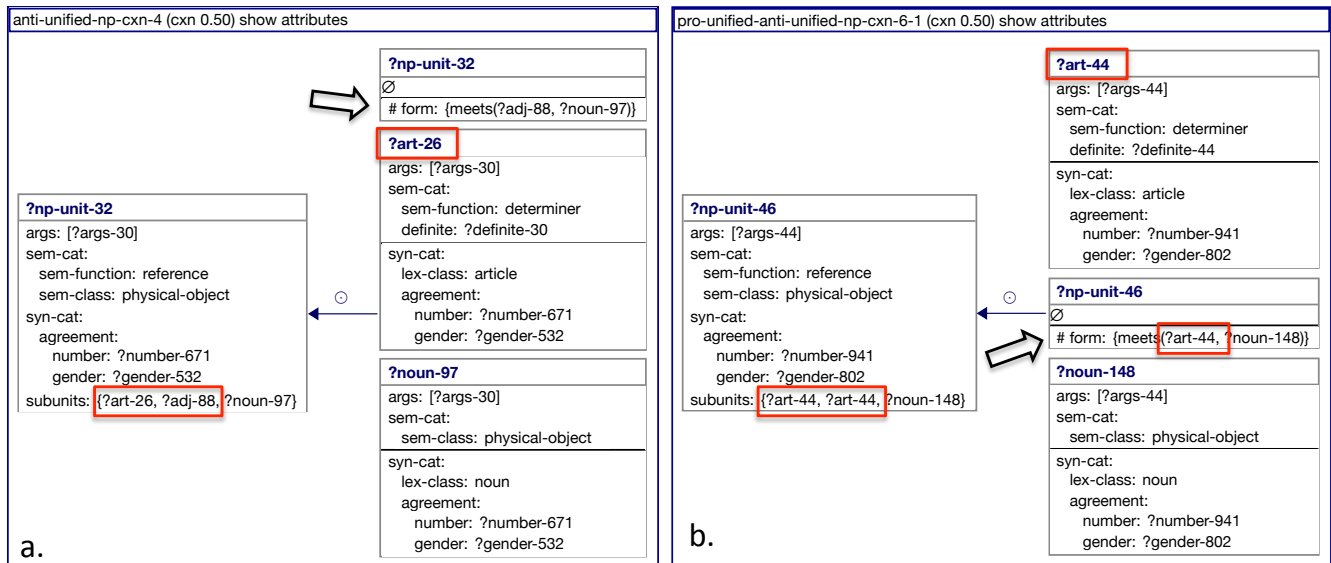 anti-unified-np-cxn-4 (cxn 0.50) show attributes
?np-unit-32
∅
# form: {meets(?adj-88, ?noun-97)}
?art-26
args: [?args-30]
sem-cat:
sem-function: determiner
definite: ?definite-30
syn-cat:
lex-class: article
agreement:
number: ?number-671
gender: ?gender-532
?np-unit-32
args: [?args-30]
sem-cat:
sem-function: reference
sem-class: physical-object
syn-cat:
agreement:
number: ?number-671
gender: ?gender-532
subunits: {?art-26, ?adj-88, ?noun-97}
?noun-97
args: [?args-30]
sem-cat:
sem-class: physical-object
syn-cat:
lex-class: noun
agreement:
number: ?number-671
gender: ?gender-532
a.
pro-unified-anti-unified-np-cxn-6-1 (cxn 0.50) show attributes
?art-44
args: [?args-44]
sem-cat:
sem-function: determiner
definite: ?definite-44
syn-cat:
lex-class: article
agreement:
number: ?number-941
gender: ?gender-802
?np-unit-46
args: [?args-44]
sem-cat:
sem-function: reference
sem-class: physical-object
syn-cat:
agreement:
number: ?number-941
gender: ?gender-802
subunits: {?art-44, ?art-44, ?noun-148}
?np-unit-46
∅
# form: {meets(?art-44, ?noun-148)}
?noun-148
args: [?args-44]
sem-cat:
sem-class: physical-object
syn-cat:
lex-class: noun
agreement:
number: ?number-941
gender: ?gender-802
b.